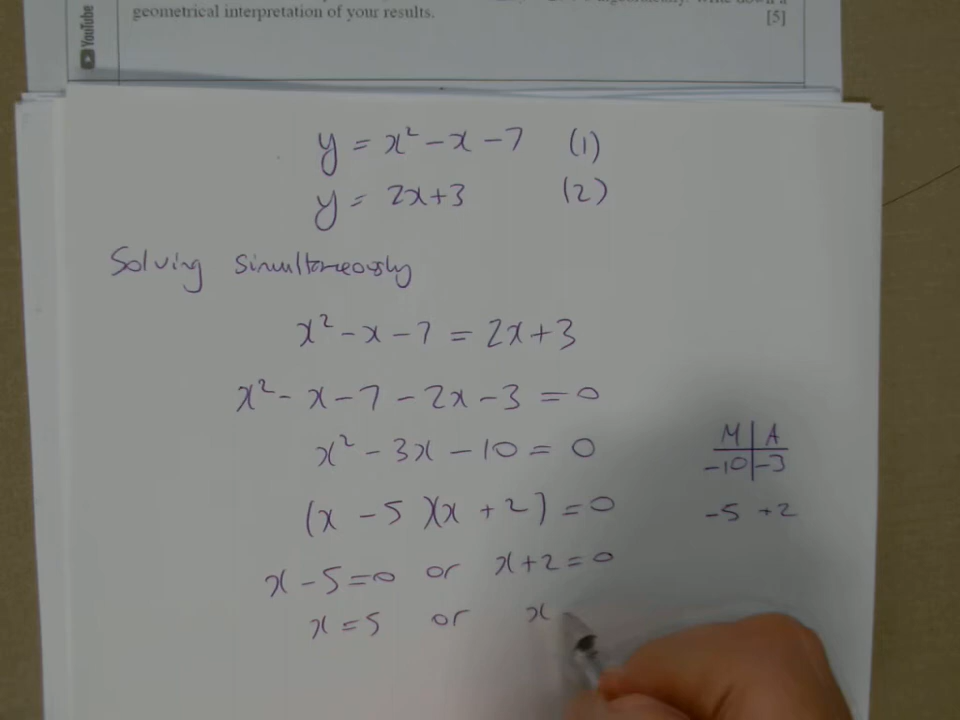 YouTube
geometrical interpretation of your results.
[5]
y = x² - x - 7 (1)
y = 2x+3 (2)
Solving simultaneously
x² - x - 7 = 2x+3
x² - x - 7 - 2x - 3 = 0
x² - 3x - 10 = 0
M A
-10 -3
(x - 5)(x + 2) = 0
-5 +2
x - 5 = 0 or x + 2 = 0
x = 5 or x